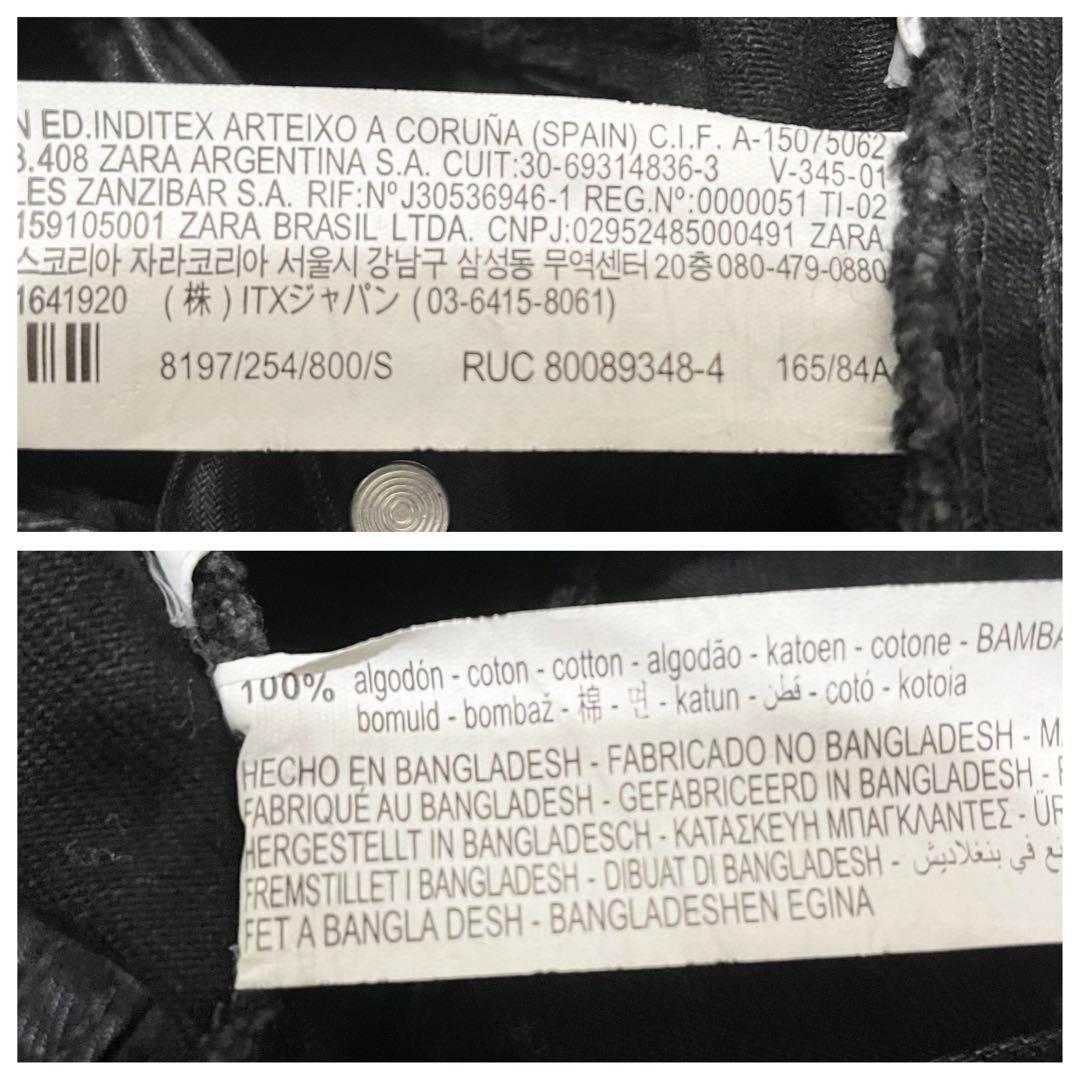 ED.INDITEX ARTEIXO A CORUÑA (SPAIN) C.I.F. A-15075062
3.408 ZARA ARGENTINA S.A. CUIT:30-69314836-3 V-345-01
LES ZANZIBAR S.A. RIF:Nº J30536946-1 REG.Nº:0000051 TI-02
159105001 ZARA BRASIL LTDA. CNPJ:02952485000491 ZARA
스코리아 자라코리아 서울시 강남구 삼성동 무역센터 20층 080-479-0880
1641920 (株) ITXジャパン (03-6415-8061)
8197/254/800/S RUC 80089348-4 165/84A
100% algodón - coton - cotton - algodão - katoen - cotone - BAMBA
bomuld - bombaž - 棉 - 면 - katun - قطن - cotó - kotoia
HECHO EN BANGLADESH - FABRICADO NO BANGLADESH - M
FABRIQUÉ AU BANGLADESH - GEFABRICEERD IN BANGLADESH -
HERGESTELLT IN BANGLADESCH - ΚΑΤΑΣΚΕΥΗ ΜΠΑΓΚΛΑΝΤΕΣ - ÜR
FREMSTILLET I BANGLADESH - DIBUAT DI BANGLADESH - في بنغلاديش
FET A BANGLA DESH - BANGLADESHEN EGINA